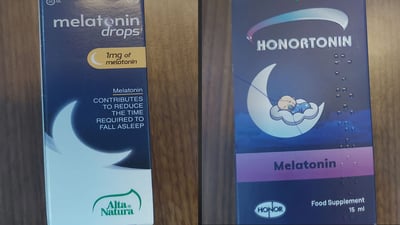 melatonin
drops
1mg of
melatonin
Melatonin
CONTRIBUTES
TO REDUCE
THE TIME
REQUIRED TO
FALL ASLEEP
Alta
Natura
HONORTONIN
Melatonin
HONOR
Food Supplement
15 ml